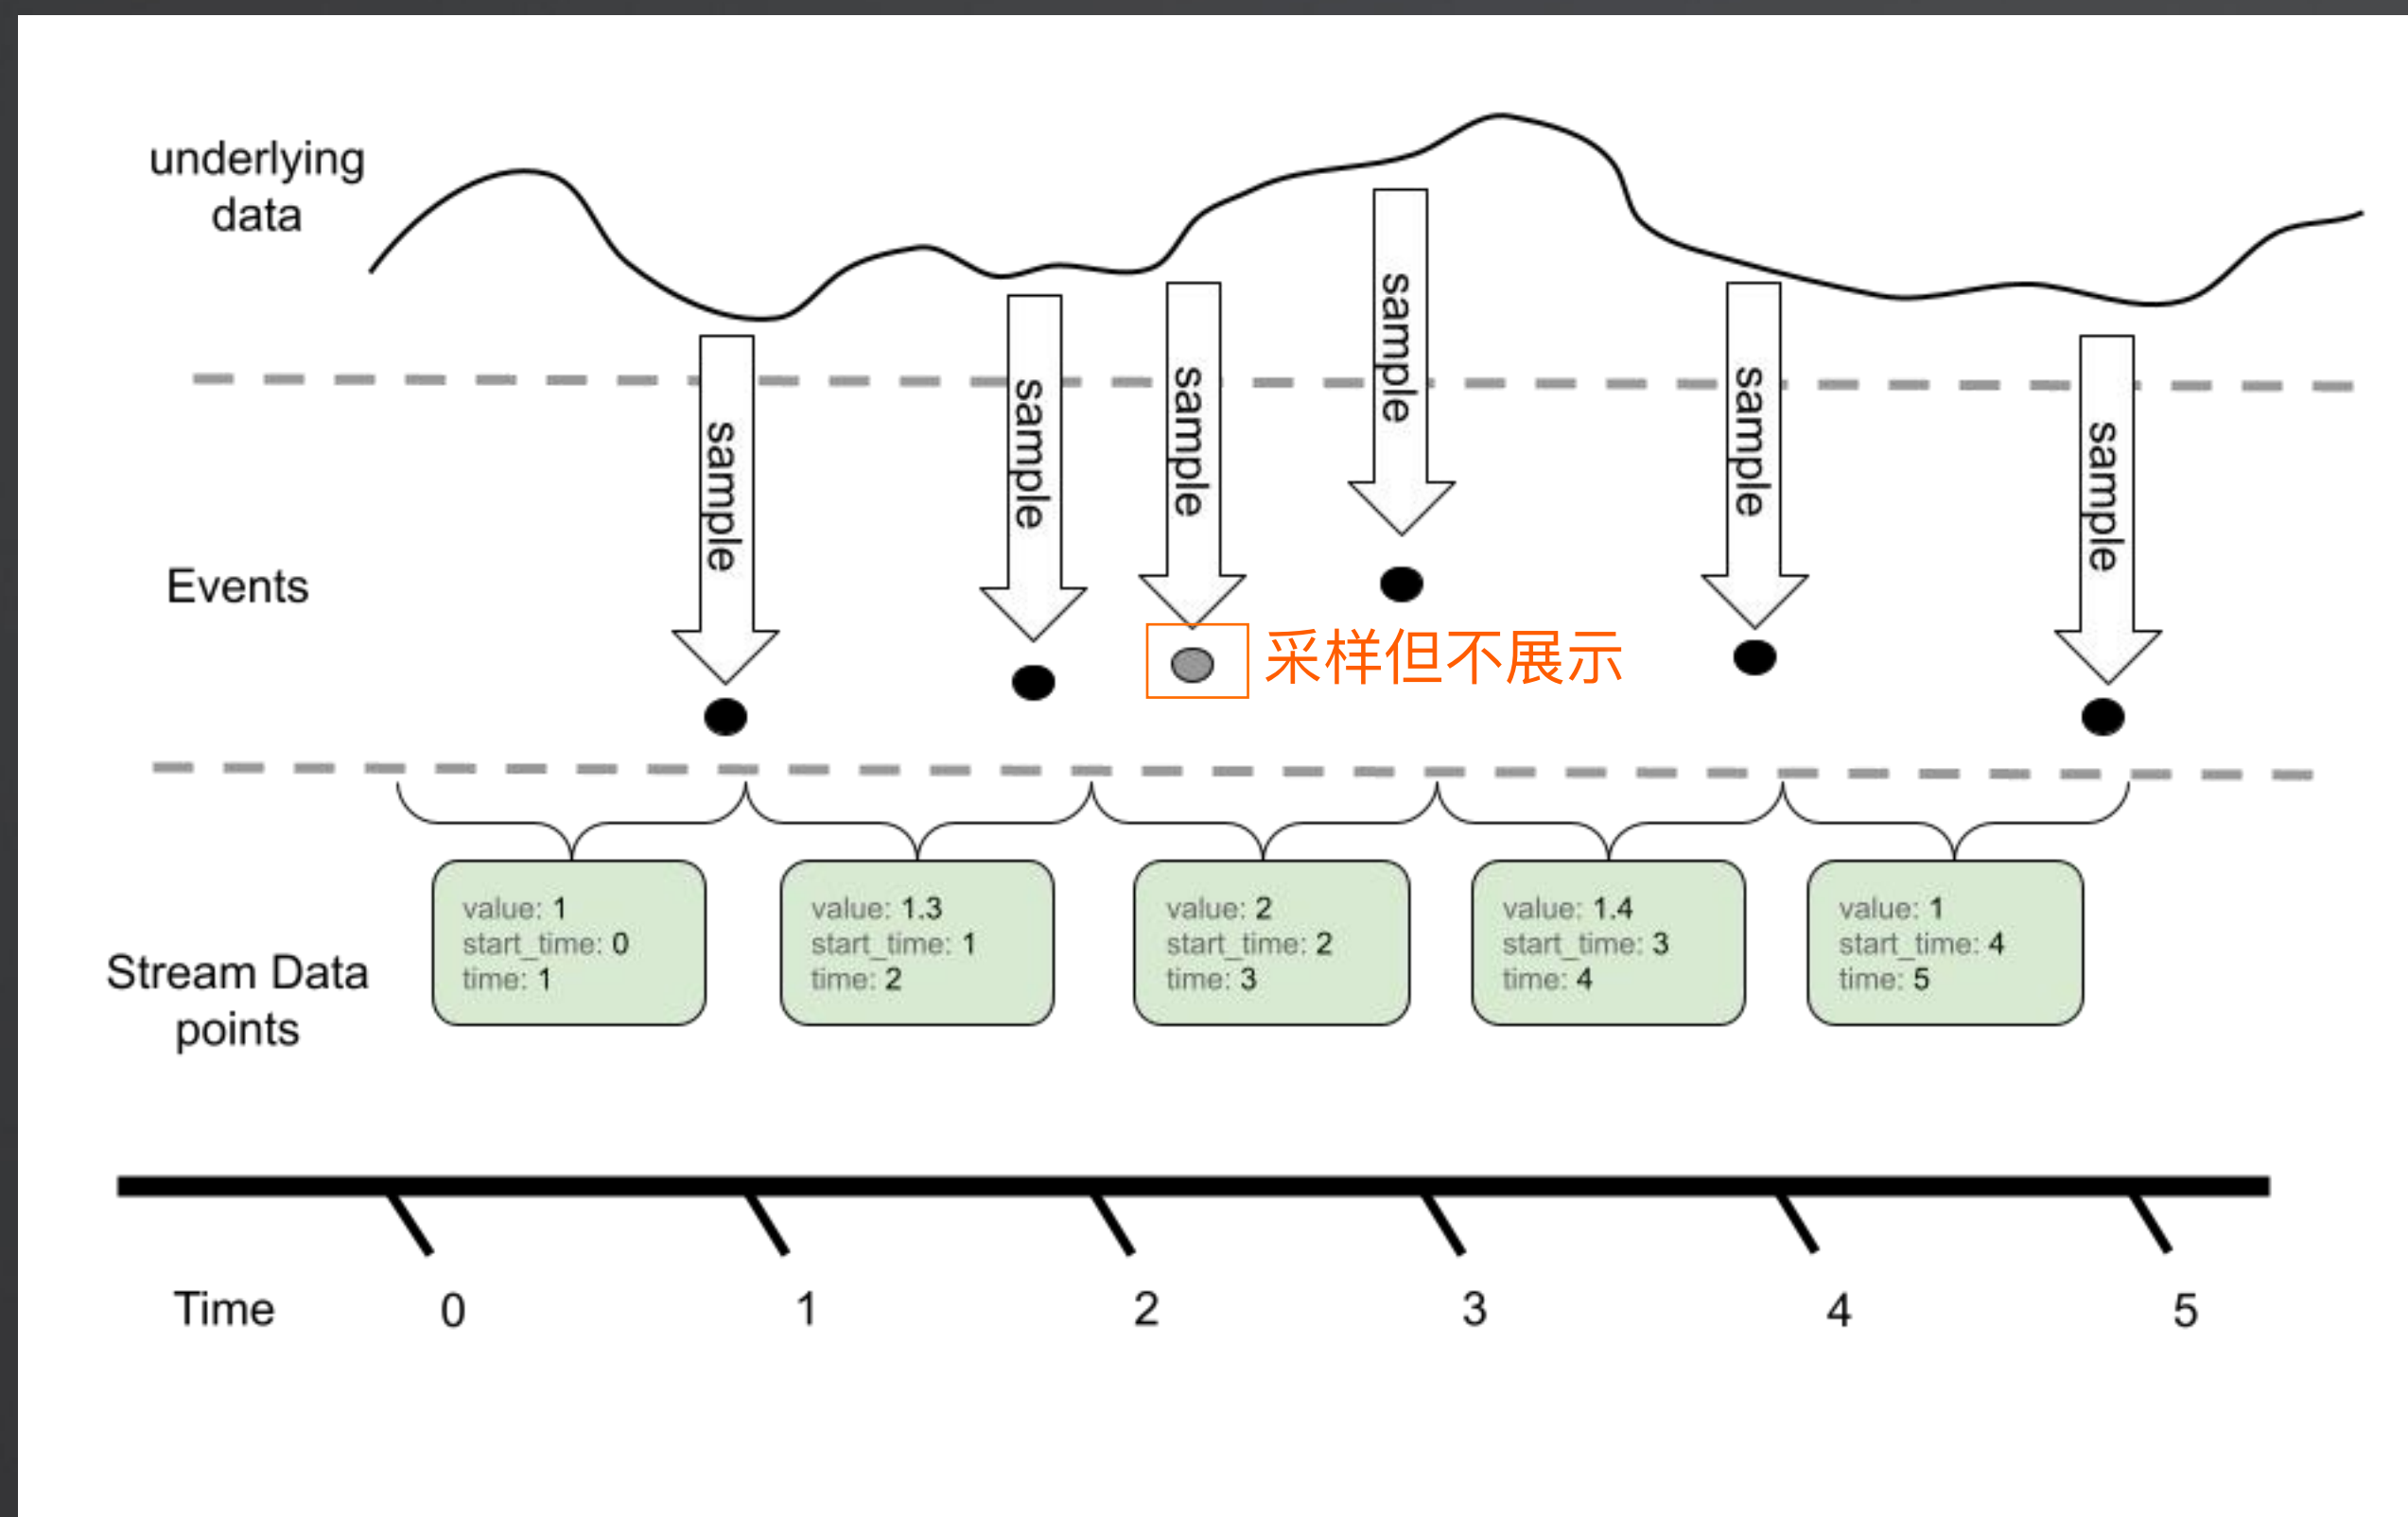 underlying
data
sample
sample
sample
sample
sample
sample
Events
采样但不展示
Stream Data
points
value: 1
start_time: 0
time: 1
value: 1.3
start_time: 1
time: 2
value: 2
start_time: 2
time: 3
value: 1.4
start_time: 3
time: 4
value: 1
start_time: 4
time: 5
Time
0
1
2
3
4
5